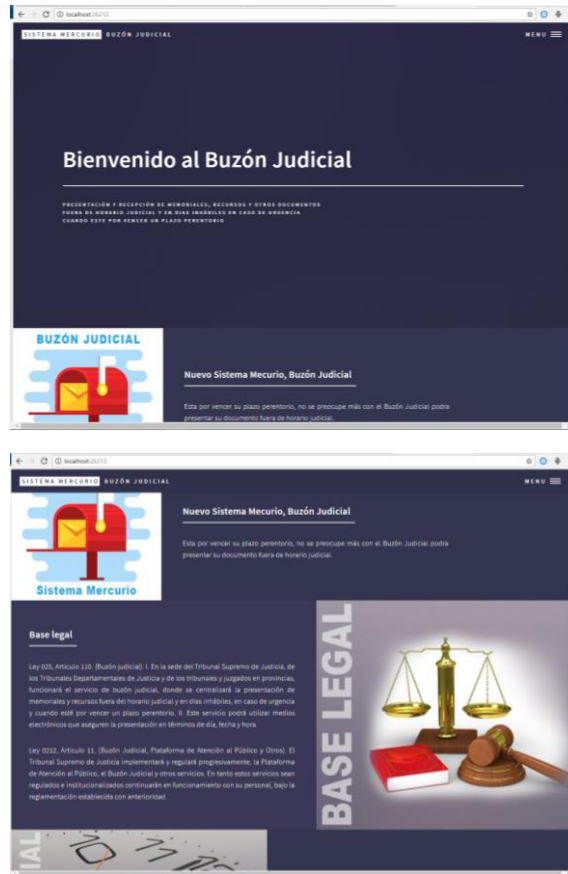 localhost:26212
SISTEMA MERCURIO BUZÓN JUDICIAL
MENU
Bienvenido al Buzón Judicial
PRESENTACIÓN Y RECEPCIÓN DE MEMORIALES, RECURSOS Y OTROS DOCUMENTOS
FUERA DE HORARIO JUDICIAL Y EN DIAS INHÁBILES EN CASO DE URGENCIA
CUANDO ESTE POR VENCER UN PLAZO PERENTORIO
BUZÓN JUDICIAL
Nuevo Sistema Mecurio, Buzón Judicial
Esta por vencer su plazo perentorio, no se preocupe más con el Buzón Judicial podra
presentar su documento fuera de horario judicial.
localhost:26212
SISTEMA MERCURIO BUZÓN JUDICIAL
MENU
Nuevo Sistema Mecurio, Buzón Judicial
Esta por vencer su plazo perentorio, no se preocupe más con el Buzón Judicial podra
presentar su documento fuera de horario judicial.
Sistema Mercurio
Base legal
Ley 025, Artículo 110. (Buzón judicial). I. En la sede del Tribunal Supremo de Justicia, de
los Tribunales Departamentales de Justicia y de los tribunales y juzgados en provincias,
funcionará el servicio de buzón judicial, donde se centralizará la presentación de
memoriales y recursos fuera del horario judicial y en días inhábiles, en caso de urgencia
y cuando esté por vencer un plazo perentorio. II. Este servicio podrá utilizar medios
electrónicos que aseguren la presentación en términos de día, fecha y hora.
Ley 0212, Artículo 11. (Buzón Judicial, Plataforma de Atención al Público y Otros). El
Tribunal Supremo de Justicia implementará y regulará progresivamente, la Plataforma
de Atención al Público, el Buzón Judicial y otros servicios. En tanto estos servicios sean
regulados e institucionalizados continuarán en funcionamiento con su personal, bajo la
reglamentación establecida con anterioridad.
BASE LEGAL
IAL
10 11